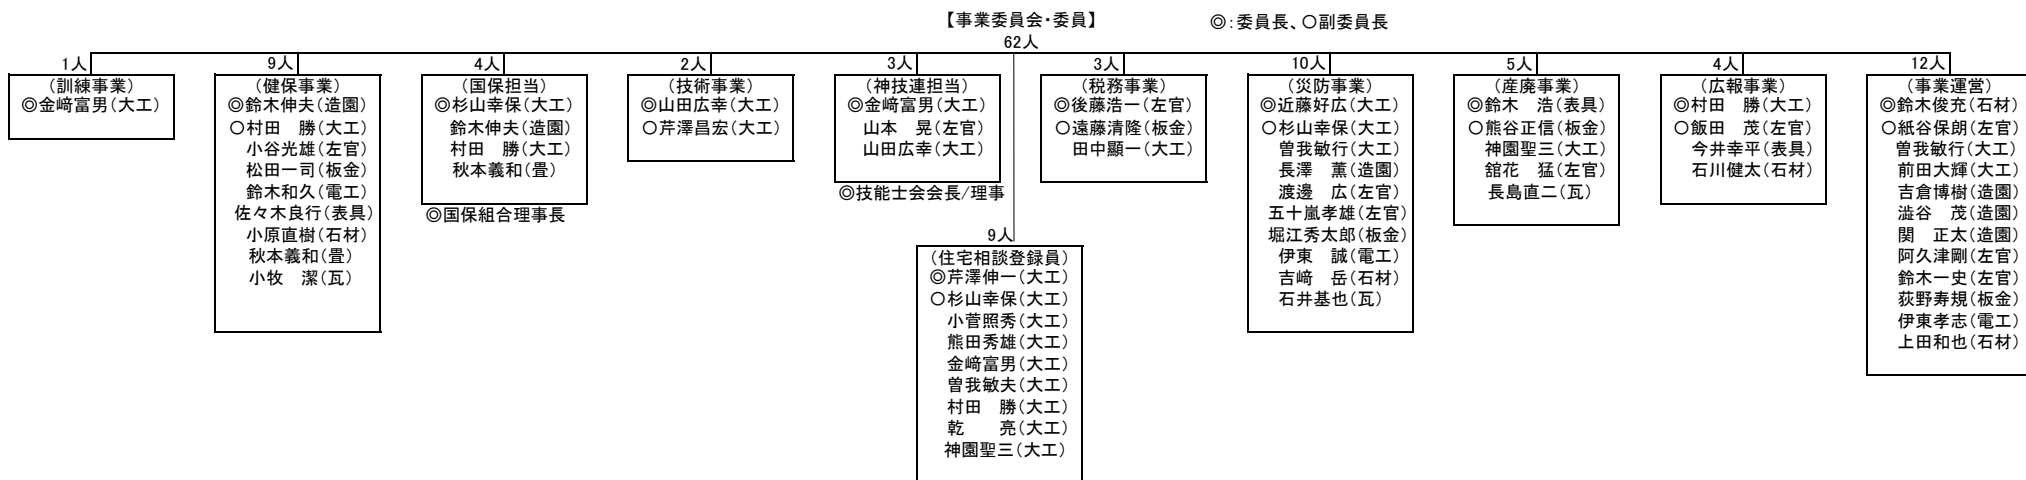 【事業委員会・委員】 ◎：委員長、○副委員長
62人
1人
（訓練事業）
◎金﨑富男（大工）
9人
（健保事業）
◎鈴木伸夫（造園）
○村田　勝（大工）
小谷光雄（左官）
松田一司（板金）
鈴木和久（電工）
佐々木良行（表具）
小原直樹（石材）
秋本義和（畳）
小牧　潔（瓦）
4人
（国保担当）
◎杉山幸保（大工）
鈴木伸夫（造園）
村田　勝（大工）
秋本義和（畳）
◎国保組合理事長
2人
（技術事業）
◎山田広幸（大工）
○芹澤昌宏（大工）
3人
（神技連担当）
◎金﨑富男（大工）
山本　晃（左官）
山田広幸（大工）
◎技能士会会長/理事
9人
（住宅相談登録員）
◎芹澤伸一（大工）
○杉山幸保（大工）
小菅照秀（大工）
熊田秀雄（大工）
金﨑富男（大工）
曽我敏夫（大工）
村田　勝（大工）
乾　　亮（大工）
神園聖三（大工）
3人
（税務事業）
◎後藤浩一（左官）
○遠藤清隆（板金）
田中顯一（大工）
10人
（災防事業）
◎近藤好広（大工）
○杉山幸保（大工）
曽我敏行（大工）
長澤　薫（造園）
渡邊　広（左官）
五十嵐孝雄（左官）
堀江秀太郎（板金）
伊東　誠（電工）
吉﨑　岳（石材）
石井基也（瓦）
5人
（産廃事業）
◎鈴木　浩（表具）
○熊谷正信（板金）
神園聖三（大工）
舘花　猛（左官）
長島直二（瓦）
4人
（広報事業）
◎村田　勝（大工）
○飯田　茂（左官）
今井幸平（表具）
石川健太（石材）
12人
（事業運営）
◎鈴木俊充（石材）
○紙谷保朗（左官）
曽我敏行（大工）
前田大輝（大工）
吉倉博樹（造園）
澁谷　茂（造園）
関　正太（造園）
阿久津剛（左官）
鈴木一史（左官）
荻野寿規（板金）
伊東孝志（電工）
上田和也（石材）